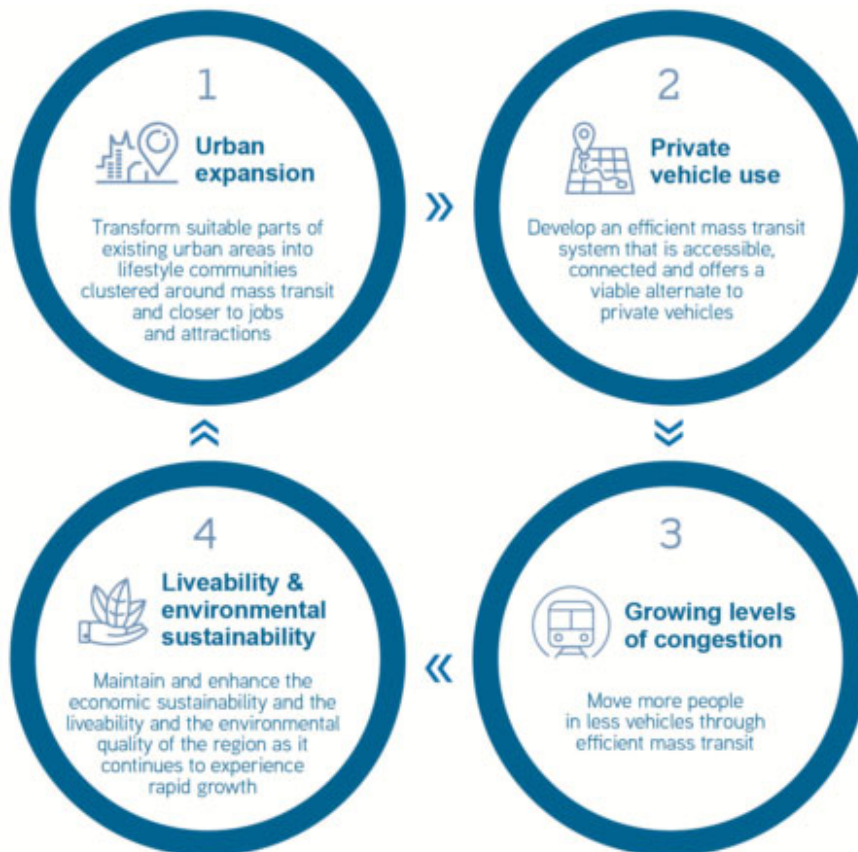 1
Urban
expansion
Transform suitable parts of
existing urban areas into
lifestyle communities
clustered around mass transit
and closer to jobs
and attractions
2
Private
vehicle use
Develop an efficient mass transit
system that is accessible,
connected and offers a
viable alternate to
private vehicles
3
Growing levels
of congestion
Move more people
in less vehicles through
efficient mass transit
4
Liveability &
environmental
sustainability
Maintain and enhance the
economic sustainability and the
liveability and the environmental
quality of the region as it
continues to experience
rapid growth